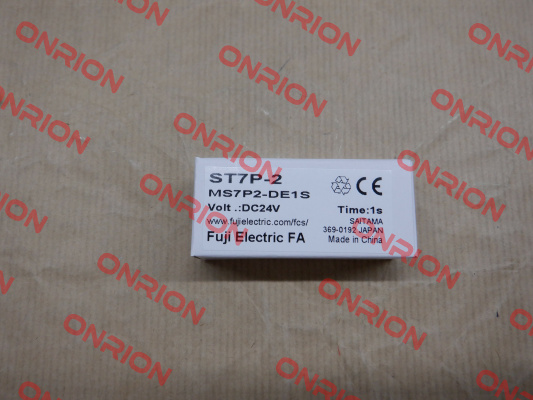 ST7P-2
MS7P2-DE1S
Volt .:DC24V
Time:1s
www.fujielectric.com/fcs/
SAITAMA
369-0192 JAPAN
Fuji Electric FA
Made in China
CE
ONRION
ONRION
ONRION
ONRION
ONRION
ONRION
ONRION
ONRION
ONRION
ONRION
ONRION
ONRION